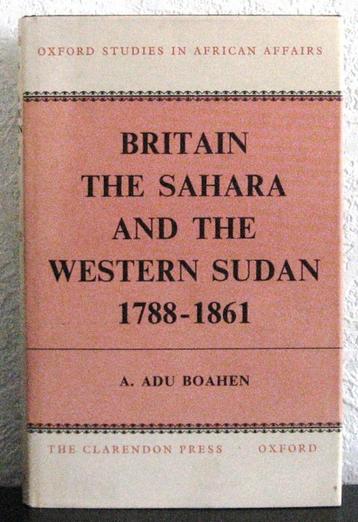 OXFORD STUDIES IN AFRICAN AFFAIRS
BRITAIN
THE SAHARA
AND THE
WESTERN SUDAN
1788-1861
A. ADU BOAHEN
THE CLARENDON PRESS · OXFORD